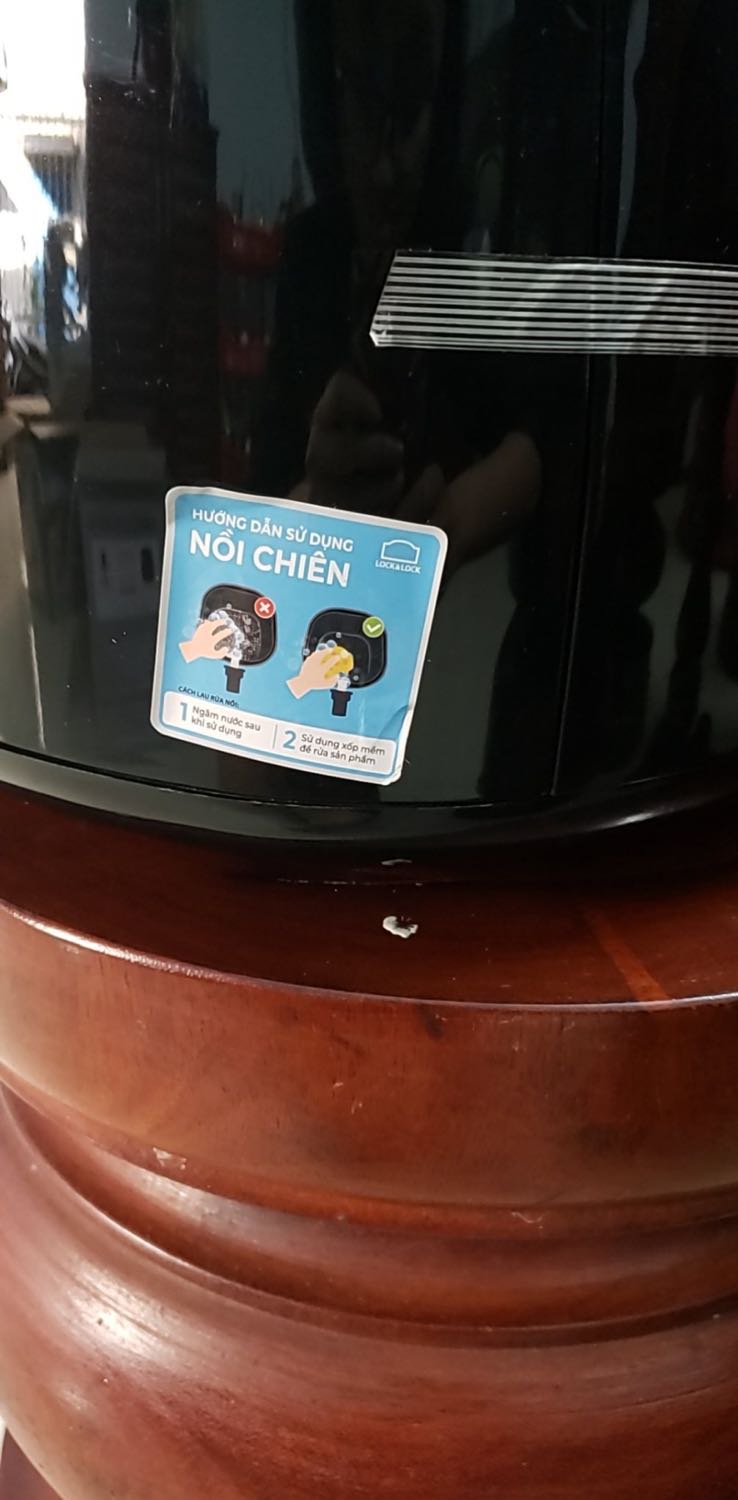 HƯỚNG DẪN SỬ DỤNG
NỒI CHIÊN
LOCK&LOCK
CÁCH LAU RỬA NỒI:
1 Ngâm nước sau
khi sử dụng
2 Sử dụng xốp mềm
để rửa sản phẩm